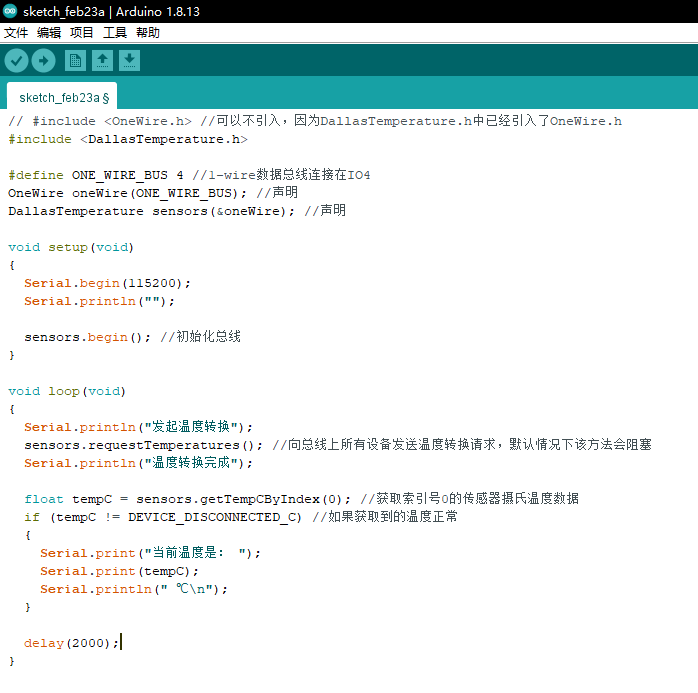 sketch_feb23a | Arduino 1.8.13
文件 编辑 项目 工具 帮助
sketch_feb23a §
// #include <OneWire.h> //可以不引入，因为DallasTemperature.h中已经引入了OneWire.h
#include <DallasTemperature.h>
#define ONE_WIRE_BUS 4 //1-wire数据总线连接在IO4
OneWire oneWire(ONE_WIRE_BUS); //声明
DallasTemperature sensors(&oneWire); //声明
void setup(void)
{
Serial.begin(115200);
Serial.println("");
sensors.begin(); //初始化总线
}
void loop(void)
{
Serial.println("发起温度转换");
sensors.requestTemperatures(); //向总线上所有设备发送温度转换请求，默认情况下该方法会阻塞
Serial.println("温度转换完成");
float tempC = sensors.getTempCByIndex(0); //获取索引号0的传感器摄氏温度数据
if (tempC != DEVICE_DISCONNECTED_C) //如果获取到的温度正常
{
Serial.print("当前温度是： ");
Serial.print(tempC);
Serial.println(" ℃\n");
}
delay(2000);
}